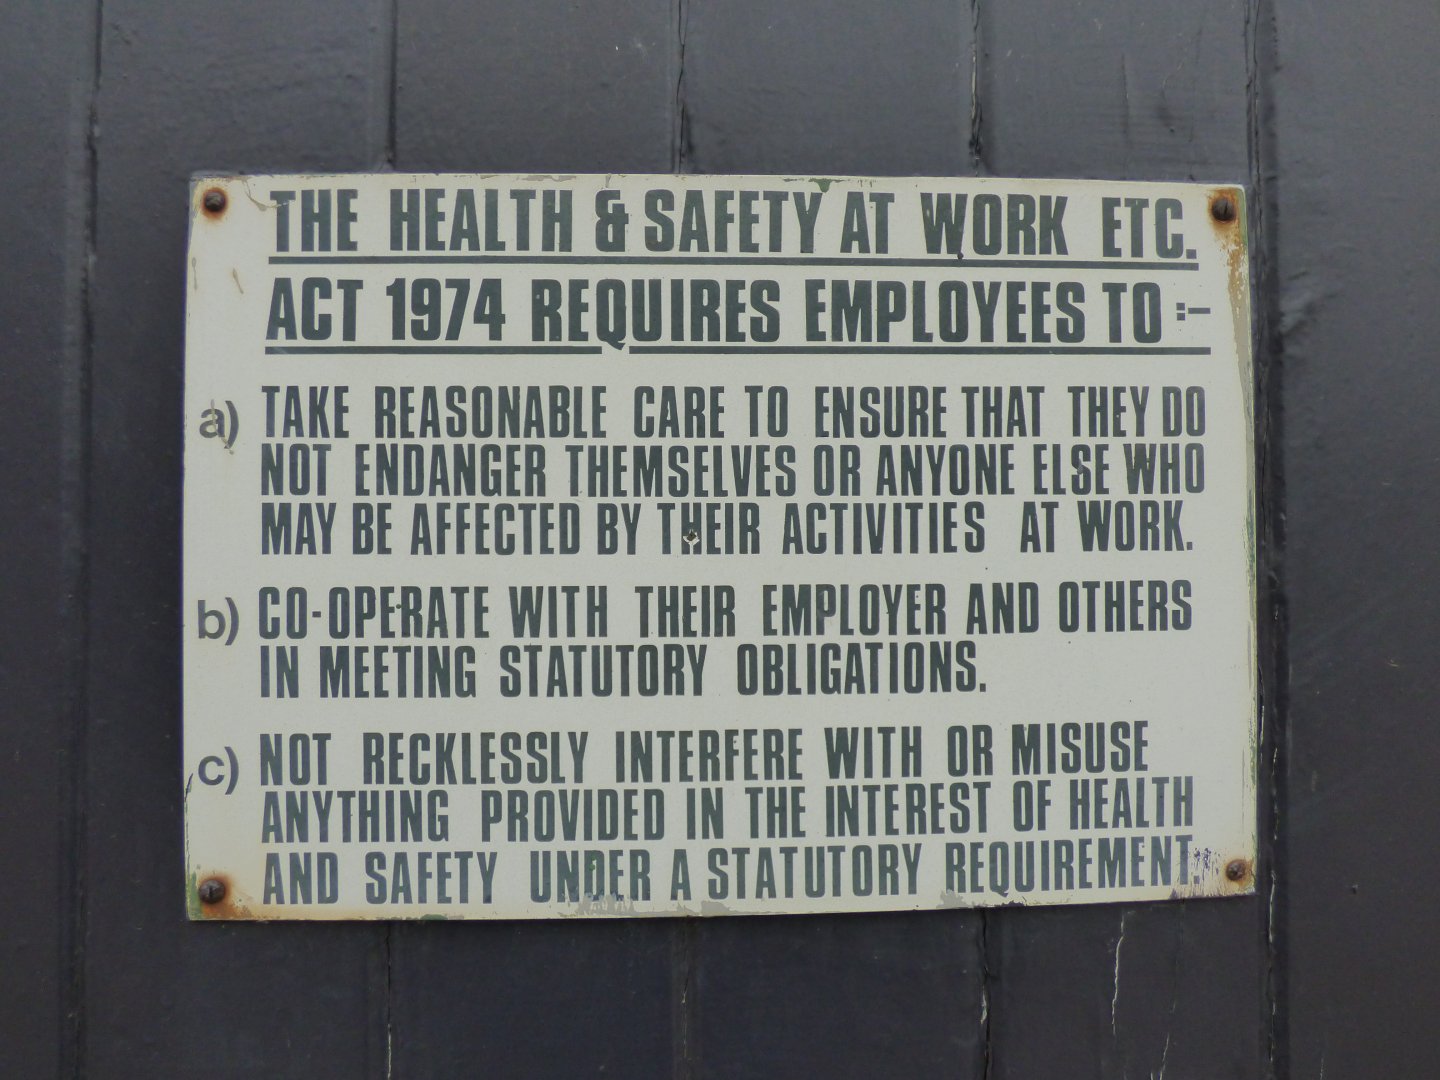 THE HEALTH & SAFETY AT WORK ETC.
ACT 1974 REQUIRES EMPLOYEES TO :-
a) TAKE REASONABLE CARE TO ENSURE THAT THEY DO
NOT ENDANGER THEMSELVES OR ANYONE ELSE WHO
MAY BE AFFECTED BY THEIR ACTIVITIES AT WORK.
b) CO-OPERATE WITH THEIR EMPLOYER AND OTHERS
IN MEETING STATUTORY OBLIGATIONS.
c) NOT RECKLESSLY INTERFERE WITH OR MISUSE
ANYTHING PROVIDED IN THE INTEREST OF HEALTH
AND SAFETY UNDER A STATUTORY REQUIREMENT.